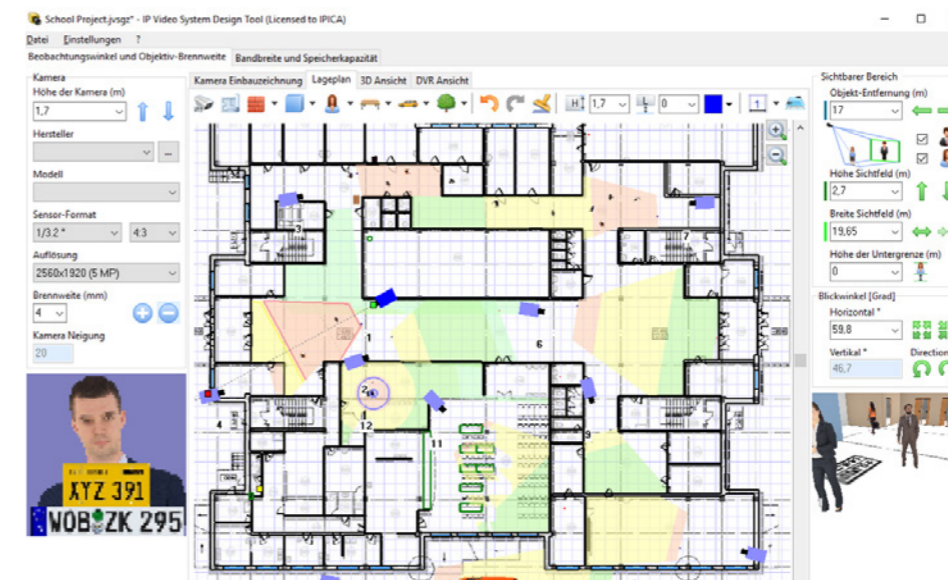 School Project.jvsgz* - IP Video System Design Tool (Licensed to IPICA)
Datei Einstellungen ?
Beobachtungswinkel und Objektiv-Brennweite Bandbreite und Speicherkapazität
Kamera
Höhe der Kamera (m)
1,7
Hersteller
...
Modell
Sensor-Format
1/3.2 " 4:3
Auflösung
2560x1920 (5 MP)
Brennweite (mm)
4
Kamera Neigung
20
XYZ 391
WOB ZK 295
Kamera Einbauzeichnung Lageplan 3D Ansicht DVR Ansicht
1,7 0 1
3
7
1
6
2
4
12
11
9
Sichtbarer Bereich
Objekt-Entfernung (m)
17
Höhe Sichtfeld (m)
2,7
Breite Sichtfeld (m)
19,65
Höhe der Untergrenze (m)
0
Blickwinkel [Grad]
Horizontal °
59,8
Vertikal ° Direction
46,7